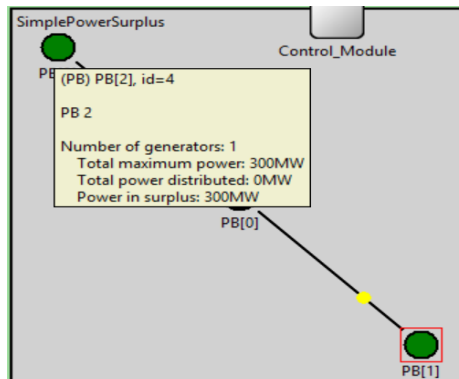 SimplePowerSurplus
Control_Module
PB
(PB) PB[2], id=4
PB 2
Number of generators: 1
Total maximum power: 300MW
Total power distributed: 0MW
Power in surplus: 300MW
PB[0]
PB[1]